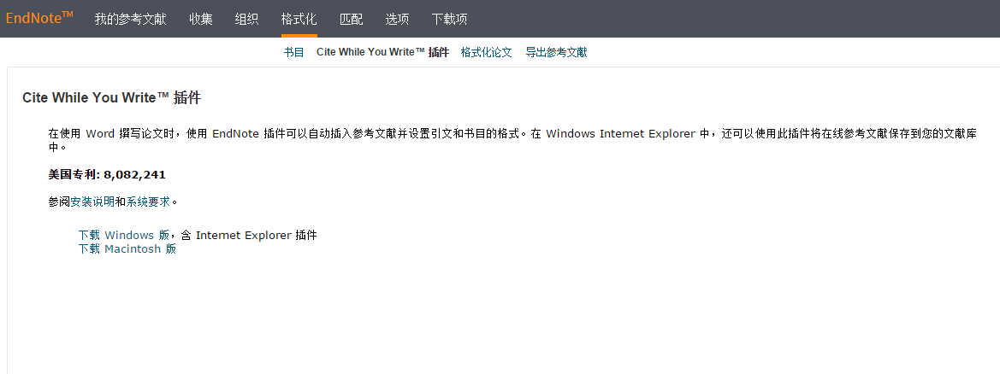 EndNote™ 我的参考文献 收集 组织 格式化 匹配 选项 下载项
书目 Cite While You Write™ 插件 格式化论文 导出参考文献
Cite While You Write™ 插件
在使用 Word 撰写论文时，使用 EndNote 插件可以自动插入参考文献并设置引文和书目的格式。在 Windows Internet Explorer 中，还可以使用此插件将在线参考文献保存到您的文献库
中。
美国专利: 8,082,241
参阅安装说明和系统要求。
下载 Windows 版，含 Internet Explorer 插件
下载 Macintosh 版